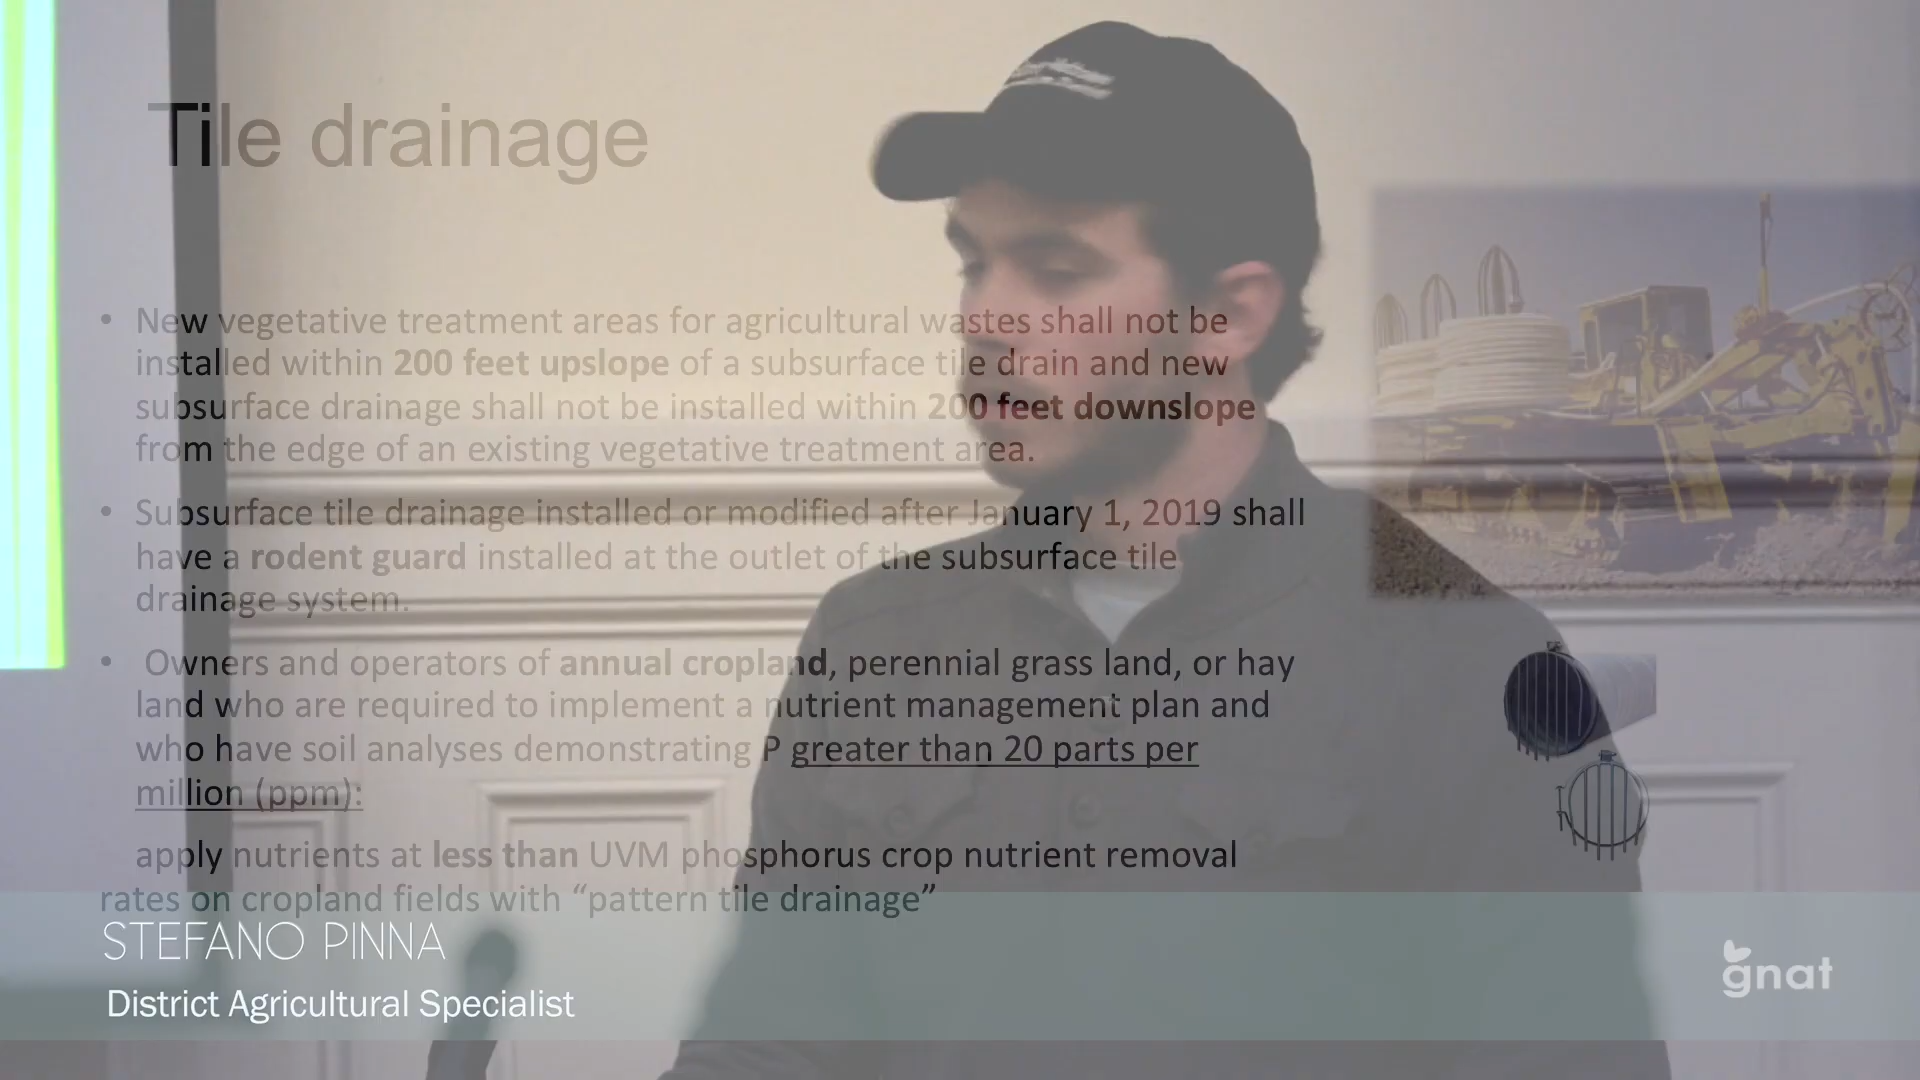 Tile drainage
• New vegetative treatment areas for agricultural wastes shall not be
installed within 200 feet upslope of a subsurface tile drain and new
subsurface drainage shall not be installed within 200 feet downslope
from the edge of an existing vegetative treatment area.
• Subsurface tile drainage installed or modified after January 1, 2019 shall
have a rodent guard installed at the outlet of the subsurface tile
drainage system.
• Owners and operators of annual cropland, perennial grass land, or hay
land who are required to implement a nutrient management plan and
who have soil analyses demonstrating P greater than 20 parts per
million (ppm):
apply nutrients at less than UVM phosphorus crop nutrient removal
rates on cropland fields with “pattern tile drainage”
STEFANO PINNA
District Agricultural Specialist
gnat